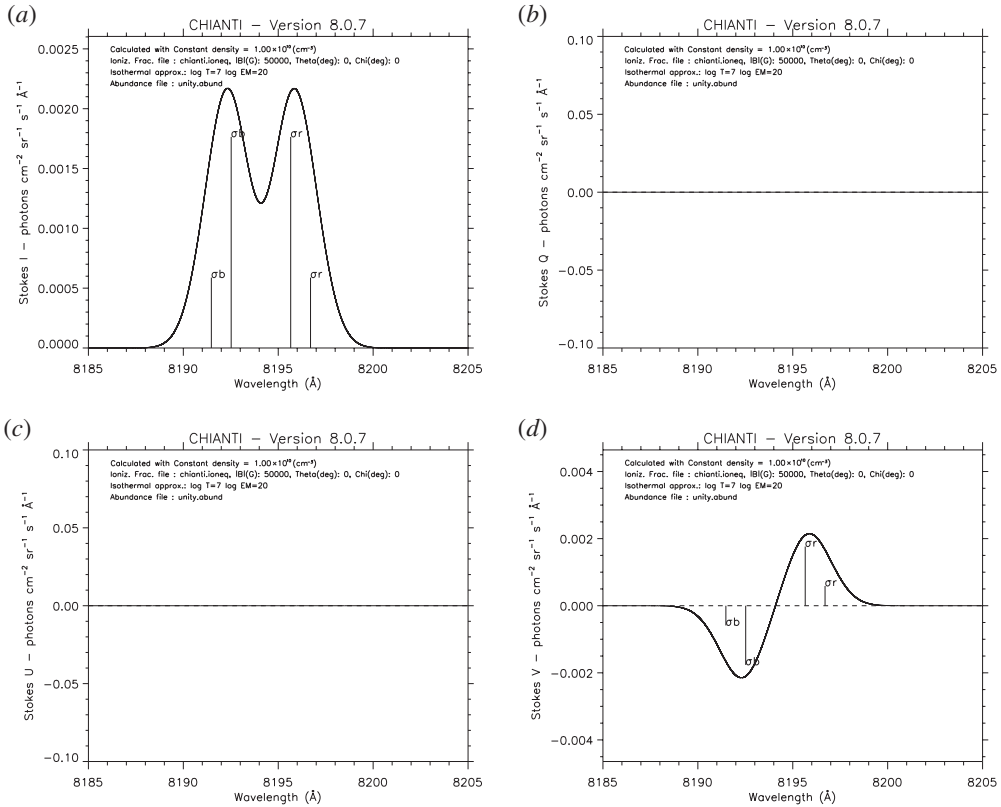 (a)
CHIANTI – Version 8.0.7
Calculated with Constant density = 1.00×10¹⁰(cm⁻³)
Ioniz. Frac. file : chianti.ioneq, |B|(G): 50000, Theta(deg): 0, Chi(deg): 0
Isothermal approx.: log T=7 log EM=20
Abundance file : unity.abund
Stokes I – photons cm⁻² sr⁻¹ s⁻¹ Å⁻¹
0.0025
0.0020
0.0015
0.0010
0.0005
0.0000
σb
σr
σb
σr
8185 8190 8195 8200 8205
Wavelength (Å)
(b)
CHIANTI – Version 8.0.7
Calculated with Constant density = 1.00×10¹⁰(cm⁻³)
Ioniz. Frac. file : chianti.ioneq, |B|(G): 50000, Theta(deg): 0, Chi(deg): 0
Isothermal approx.: log T=7 log EM=20
Abundance file : unity.abund
Stokes Q – photons cm⁻² sr⁻¹ s⁻¹ Å⁻¹
0.10
0.05
0.00
−0.05
−0.10
8185 8190 8195 8200 8205
Wavelength (Å)
(c)
CHIANTI – Version 8.0.7
Calculated with Constant density = 1.00×10¹⁰(cm⁻³)
Ioniz. Frac. file : chianti.ioneq, |B|(G): 50000, Theta(deg): 0, Chi(deg): 0
Isothermal approx.: log T=7 log EM=20
Abundance file : unity.abund
Stokes U – photons cm⁻² sr⁻¹ s⁻¹ Å⁻¹
0.10
0.05
0.00
−0.05
−0.10
8185 8190 8195 8200 8205
Wavelength (Å)
(d)
CHIANTI – Version 8.0.7
Calculated with Constant density = 1.00×10¹⁰(cm⁻³)
Ioniz. Frac. file : chianti.ioneq, |B|(G): 50000, Theta(deg): 0, Chi(deg): 0
Isothermal approx.: log T=7 log EM=20
Abundance file : unity.abund
Stokes V – photons cm⁻² sr⁻¹ s⁻¹ Å⁻¹
0.004
0.002
0.000
−0.002
−0.004
σr
σr
σb
σb
8185 8190 8195 8200 8205
Wavelength (Å)